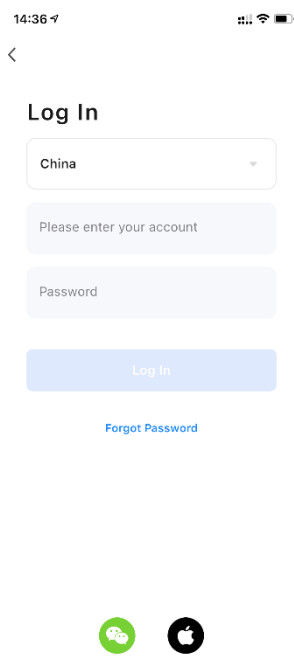 14:36
Log In
China
Please enter your account
Password
Log In
Forgot Password